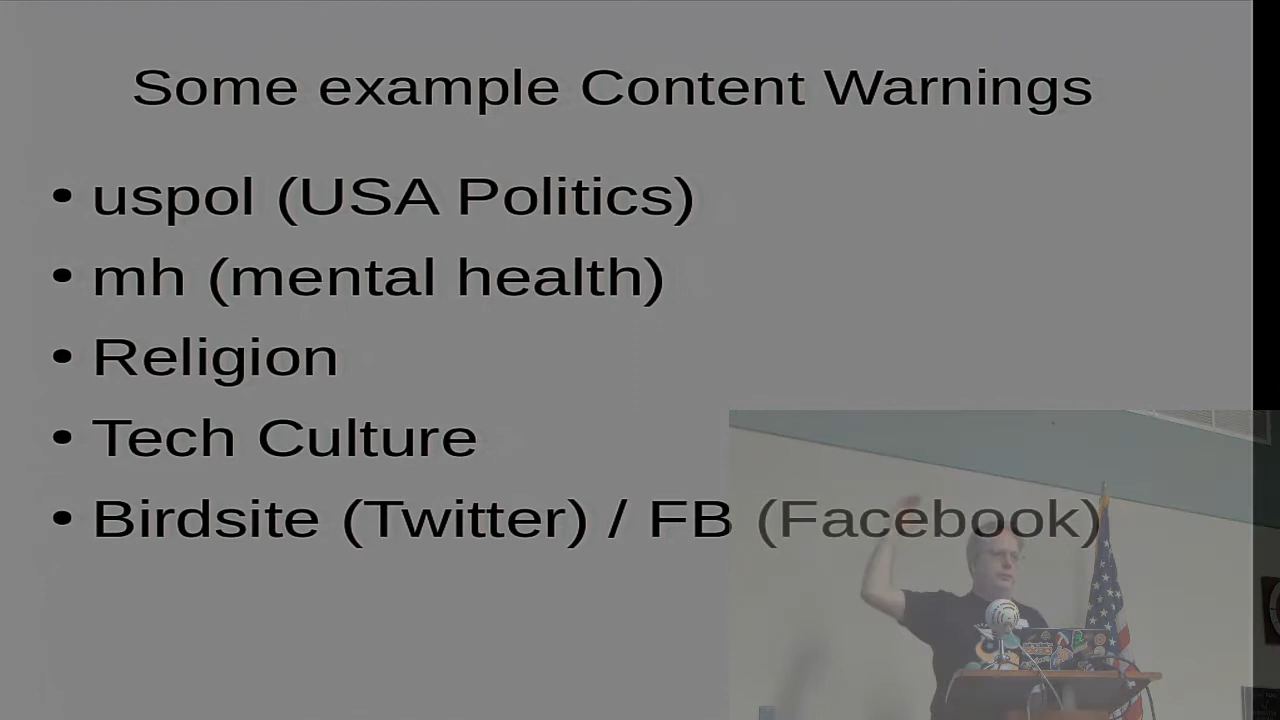 Some example Content Warnings
• uspol (USA Politics)
• mh (mental health)
• Religion
• Tech Culture
• Birdsite (Twitter) / FB (Facebook)